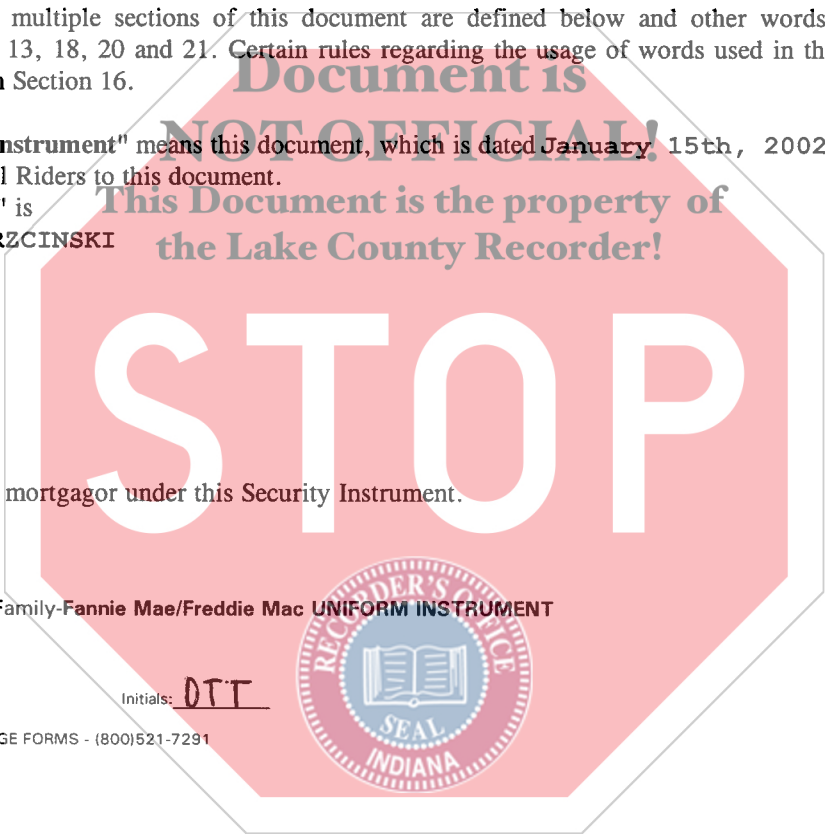 multiple sections of this document are defined below and other words
13, 18, 20 and 21. Certain rules regarding the usage of words used in th
Section 16.
Document is
NOT OFFICIAL!
This Document is the property of
the Lake County Recorder!
nstrument" means this document, which is dated January 15th, 2002
l Riders to this document.
" is
RZCINSKI
STOP
mortgagor under this Security Instrument.
Family-Fannie Mae/Freddie Mac UNIFORM INSTRUMENT
RECORDER'S OFFICE
SEAL
INDIANA
Initials: DTT
GE FORMS - (800)521-7291